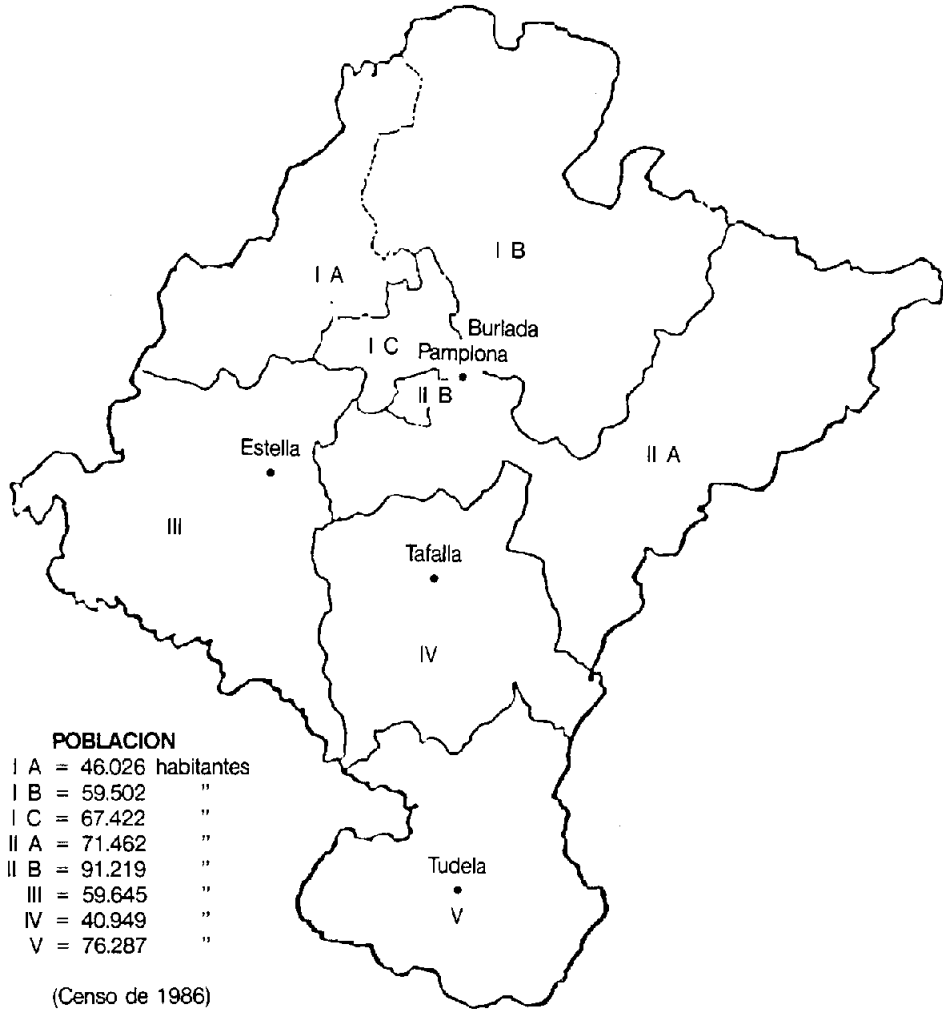 I B
I A
Burlada
I C
Pamplona
II B
Estella
II A
III
Tafalla
IV
POBLACION
I A = 46.026 habitantes
I B = 59.502 "
I C = 67.422 "
II A = 71.462 "
II B = 91.219 "
III = 59.645 "
IV = 40.949 "
V = 76.287 "
Tudela
V
(Censo de 1986)